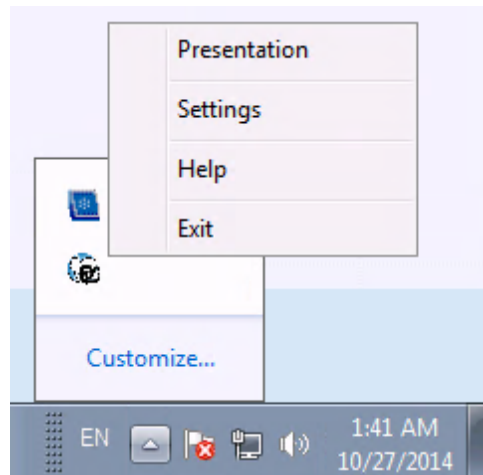 Presentation
Settings
Help
Exit
Customize...
EN
1:41 AM
10/27/2014